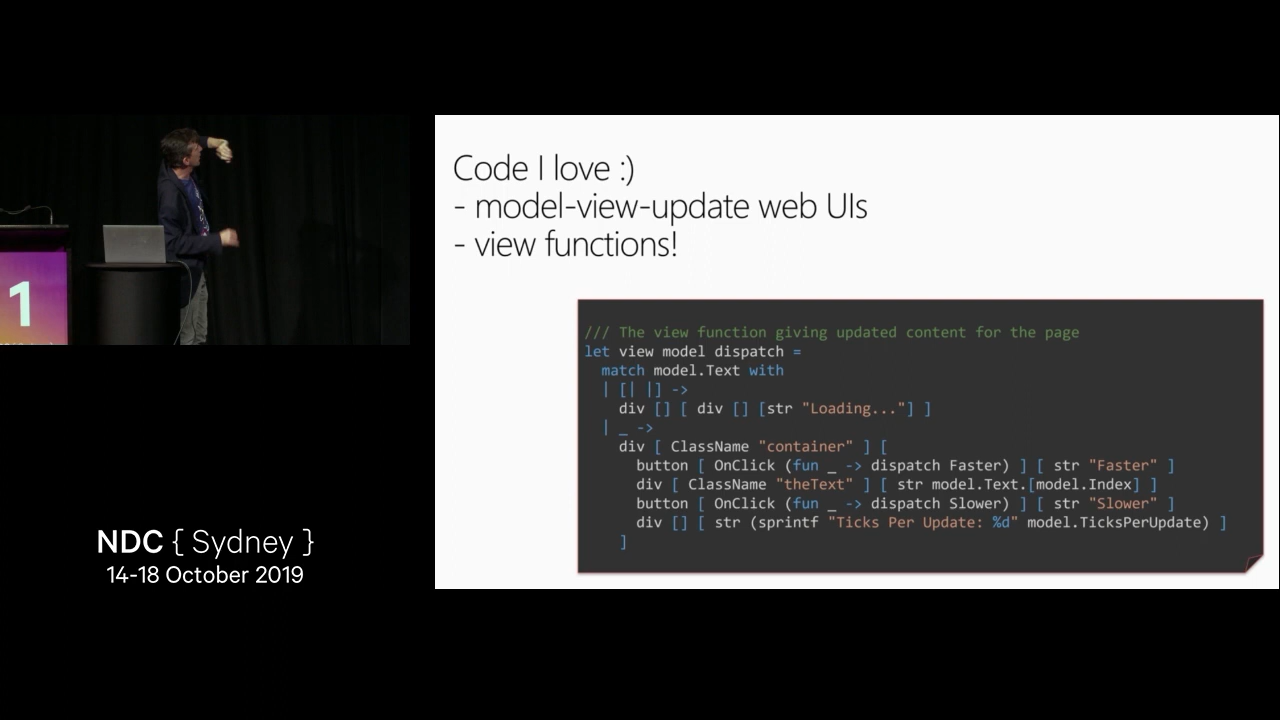 1
NDC { Sydney }
14-18 October 2019
Code I love :)
- model-view-update web UIs
- view functions!
/// The view function giving updated content for the page
let view model dispatch =
  match model.Text with
  | [| |] ->
    div [] [ div [] [str "Loading..."] ]
  | _ ->
    div [ ClassName "container" ] [
      button [ OnClick (fun _ -> dispatch Faster) ] [ str "Faster" ]
      div [ ClassName "theText" ] [ str model.Text.[model.Index] ]
      button [ OnClick (fun _ -> dispatch Slower) ] [ str "Slower" ]
      div [] [ str (sprintf "Ticks Per Update: %d" model.TicksPerUpdate) ]
    ]